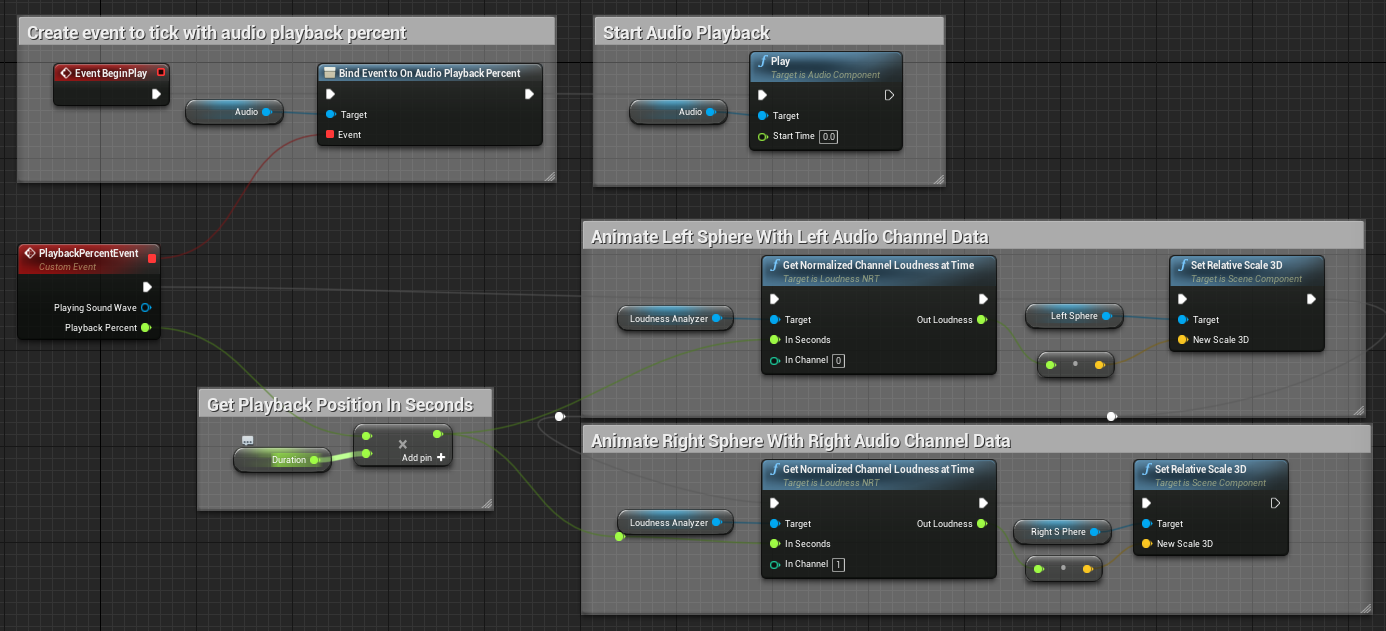 Create event to tick with audio playback percent
Event BeginPlay
Audio
Bind Event to On Audio Playback Percent
Target
Event
Start Audio Playback
Audio
Play
Target is Audio Component
Target
Start Time 0.0
PlaybackPercentEvent
Custom Event
Playing Sound Wave
Playback Percent
Get Playback Position In Seconds
Duration
Add pin
Animate Left Sphere With Left Audio Channel Data
Loudness Analyzer
Get Normalized Channel Loudness at Time
Target is Loudness NRT
Target
Out Loudness
In Seconds
In Channel 0
Left Sphere
Set Relative Scale 3D
Target is Scene Component
Target
New Scale 3D
Animate Right Sphere With Right Audio Channel Data
Loudness Analyzer
Get Normalized Channel Loudness at Time
Target is Loudness NRT
Target
Out Loudness
In Seconds
In Channel 1
Right S Phere
Set Relative Scale 3D
Target is Scene Component
Target
New Scale 3D